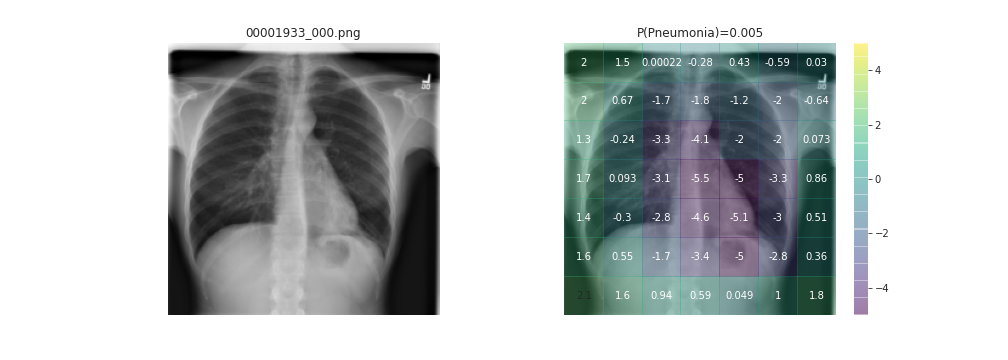 00001933_000.png
P(Pneumonia)=0.005
2 1.5 0.00022 -0.28 0.43 -0.59 0.03
2 0.67 -1.7 -1.8 -1.2 -2 -0.64
1.3 -0.24 -3.3 -4.1 -2 -2 0.073
1.7 0.093 -3.1 -5.5 -5 -3.3 0.86
1.4 -0.3 -2.8 -4.6 -5.1 -3 0.51
1.6 0.55 -1.7 -3.4 -5 -2.8 0.36
2.1 1.6 0.94 0.59 0.049 1 1.8
4
2
0
−2
−4